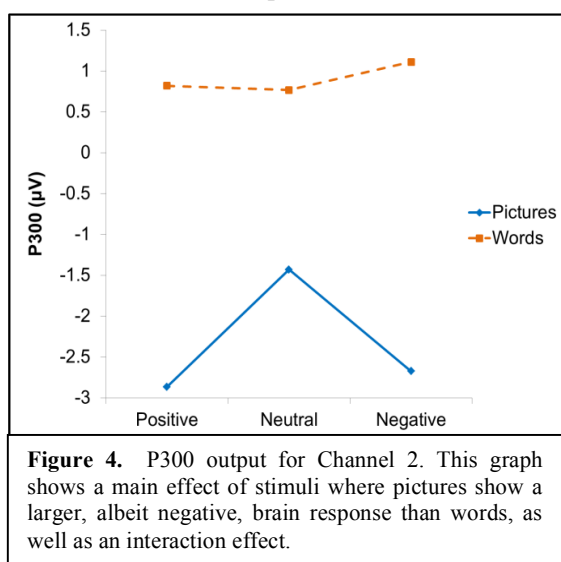 1.5
1
0.5
0
-0.5
-1
-1.5
-2
-2.5
-3
P300 (µV)
Positive Neutral Negative
Pictures
Words
Figure 4. P300 output for Channel 2. This graph
shows a main effect of stimuli where pictures show a
larger, albeit negative, brain response than words, as
well as an interaction effect.